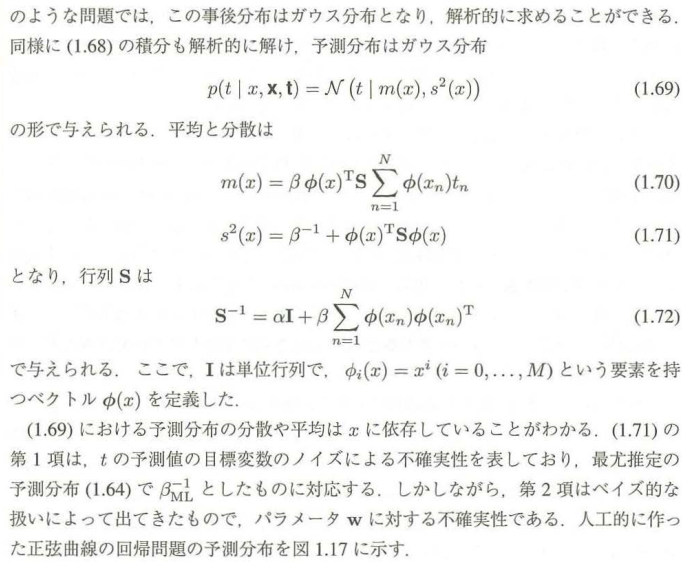 のような問題では，この事後分布はガウス分布となり，解析的に求めることができる．
同様に (1.68) の積分も解析的に解け，予測分布はガウス分布
p(t | x, 𝘅, 𝘁) = 𝒩 (t | m(x), s²(x)) (1.69)
の形で与えられる．平均と分散は
m(x) = β ϕ(x)ᵀS ∑_{n=1}^{N} ϕ(xₙ)tₙ (1.70)
s²(x) = β⁻¹ + ϕ(x)ᵀSϕ(x) (1.71)
となり，行列 S は
S⁻¹ = αI + β ∑_{n=1}^{N} ϕ(xₙ)ϕ(xₙ)ᵀ (1.72)
で与えられる． ここで，I は単位行列で， ϕᵢ(x) = xⁱ (i = 0, . . . , M) という要素を持
つベクトル ϕ(x) を定義した．
(1.69) における予測分布の分散や平均は x に依存していることがわかる．(1.71) の
第 1 項は，t の予測値の目標変数のノイズによる不確実性を表しており，最尤推定の
予測分布 (1.64) で β_{ML}⁻¹ としたものに対応する．しかしながら，第 2 項はベイズ的な
扱いによって出てきたもので，パラメータ w に対する不確実性である．人工的に作っ
た正弦曲線の回帰問題の予測分布を図 1.17 に示す．